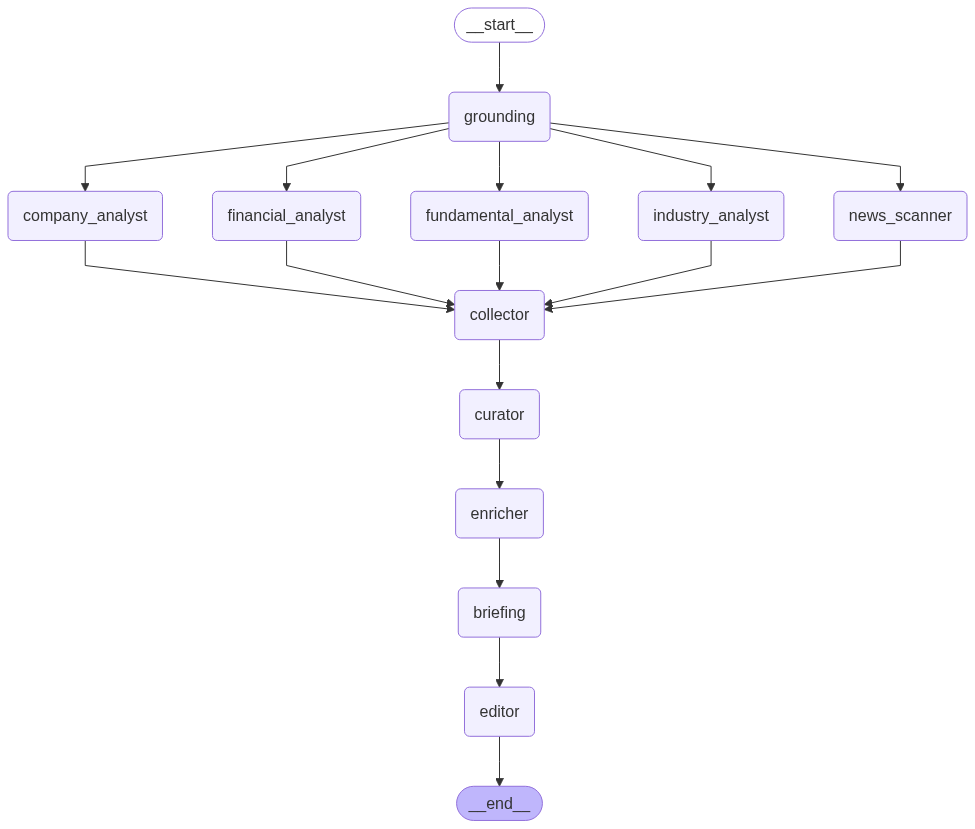 __start__
grounding
company_analyst
financial_analyst
fundamental_analyst
industry_analyst
news_scanner
collector
curator
enricher
briefing
editor
__end__